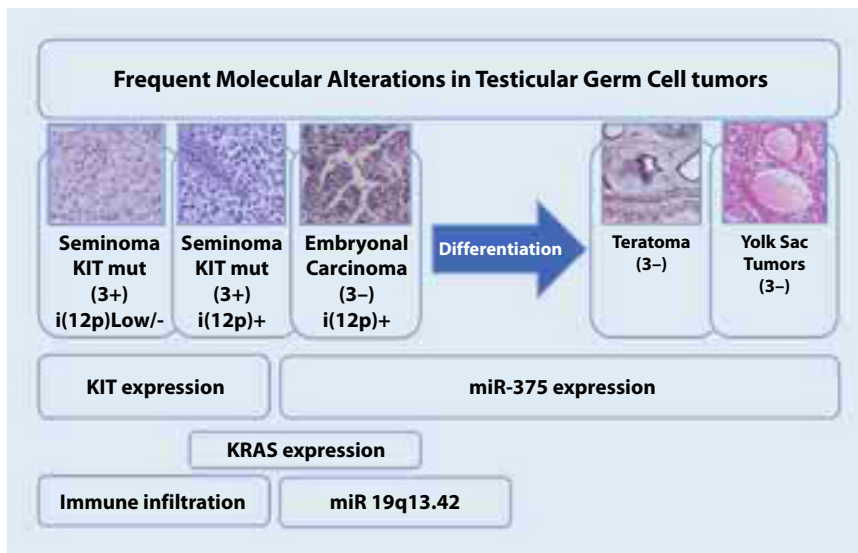 Frequent Molecular Alterations in Testicular Germ Cell tumors
Seminoma
KIT mut
(3+)
i(12p)Low/-
Seminoma
KIT mut
(3+)
i(12p)+
Embryonal
Carcinoma
(3–)
i(12p)+
Differentiation
Teratoma
(3–)
Yolk Sac
Tumors
(3–)
KIT expression
miR-375 expression
KRAS expression
Immune infiltration
miR 19q13.42